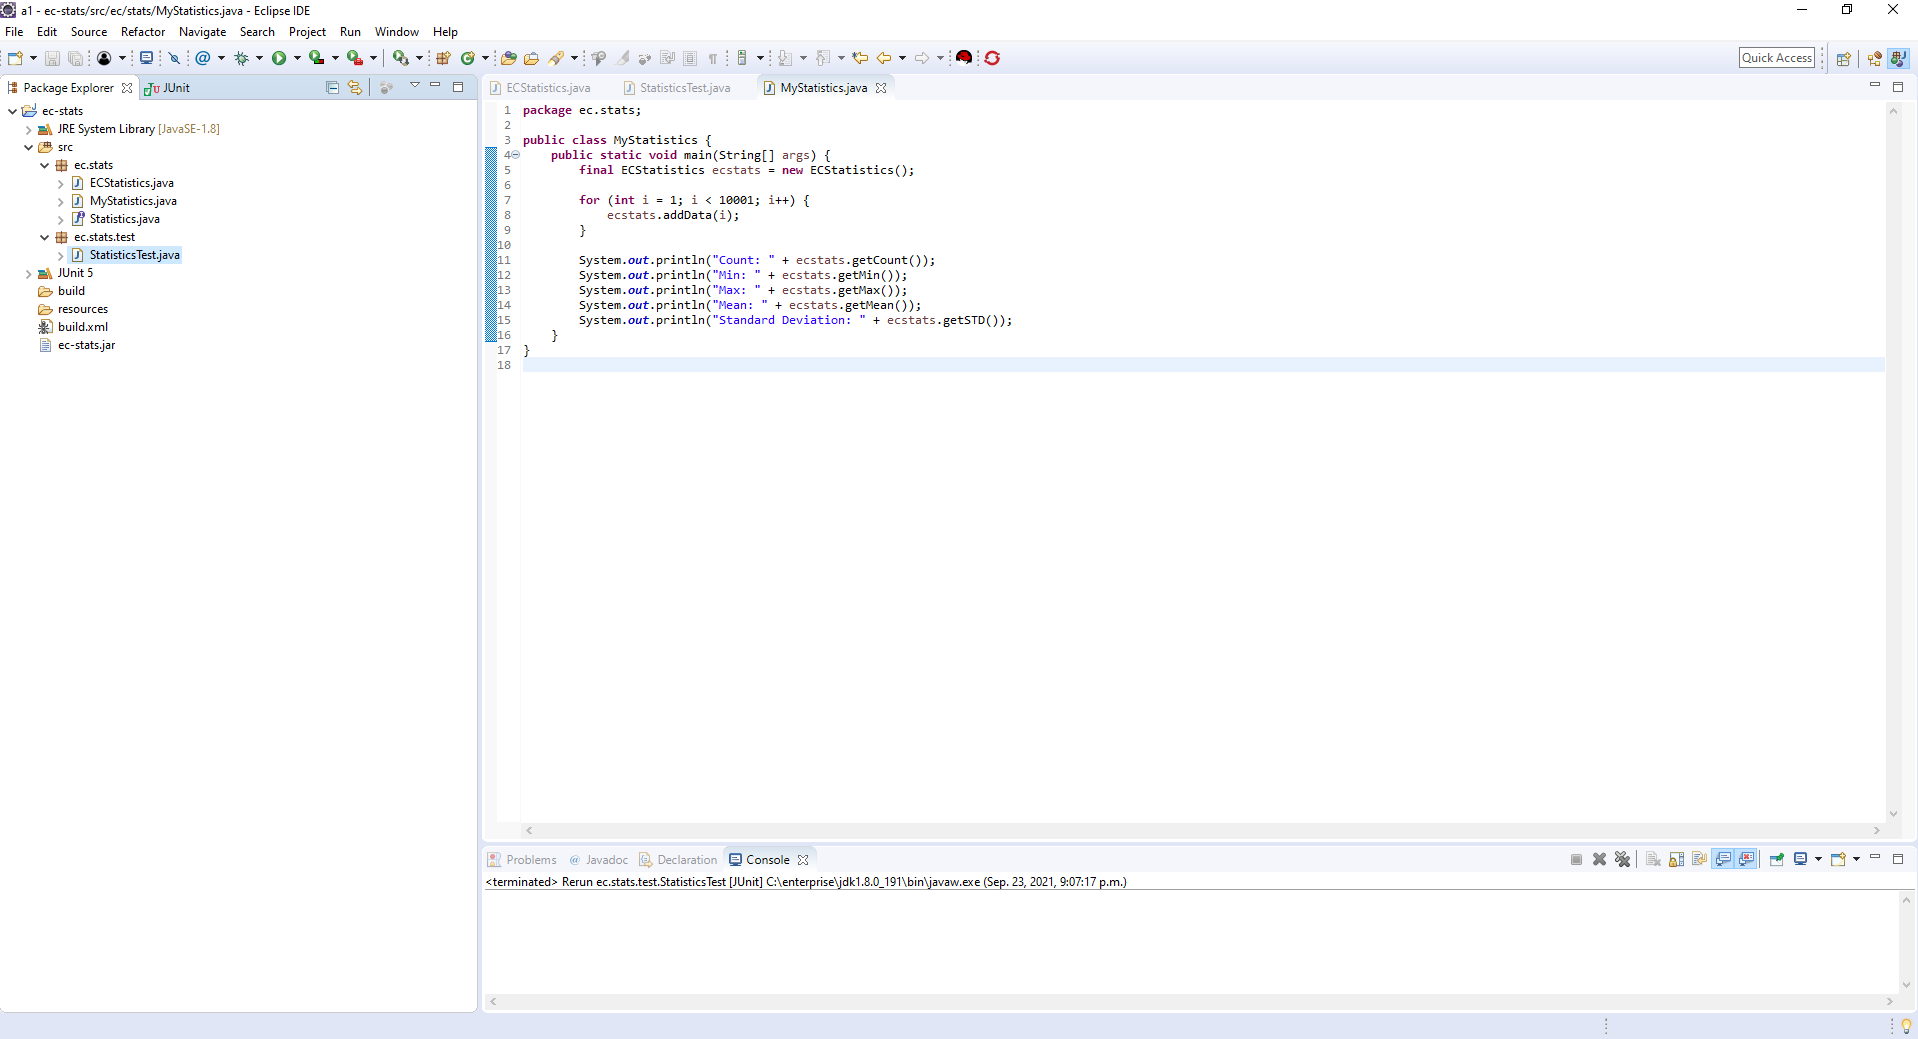 a1 - ec-stats/src/ec/stats/MyStatistics.java - Eclipse IDE
File Edit Source Refactor Navigate Search Project Run Window Help
Quick Access
Package Explorer JUnit
ec-stats
JRE System Library [JavaSE-1.8]
src
ec.stats
ECStatistics.java
MyStatistics.java
Statistics.java
ec.stats.test
StatisticsTest.java
JUnit 5
build
resources
build.xml
ec-stats.jar
ECStatistics.java StatisticsTest.java MyStatistics.java
1 package ec.stats;
2
3 public class MyStatistics {
4 public static void main(String[] args) {
5 final ECStatistics ecstats = new ECStatistics();
6
7 for (int i = 1; i < 10001; i++) {
8 ecstats.addData(i);
9 }
10
11 System.out.println("Count: " + ecstats.getCount());
12 System.out.println("Min: " + ecstats.getMin());
13 System.out.println("Max: " + ecstats.getMax());
14 System.out.println("Mean: " + ecstats.getMean());
15 System.out.println("Standard Deviation: " + ecstats.getSTD());
16 }
17 }
18
Problems @ Javadoc Declaration Console
<terminated> Rerun ec.stats.test.StatisticsTest [JUnit] C:\enterprise\jdk1.8.0_191\bin\javaw.exe (Sep. 23, 2021, 9:07:17 p.m.)